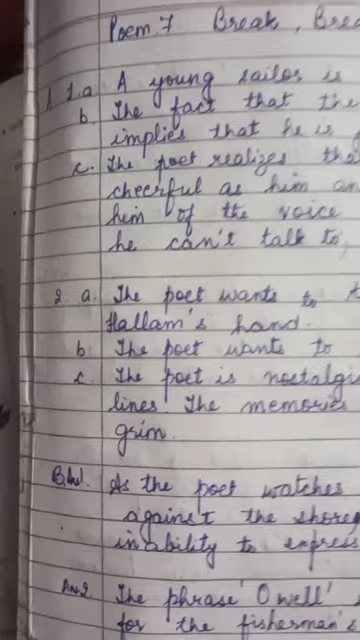 Poem. 7 Break, Brea
1. a. A young sailor is
b. The fact that the
implies that he is
c. The poet realizes tha
cheerful as him an
him of the voice
he can't talk to
2. a. The poet wants to
Hallam's hand.
b. The poet wants to
c. The poet is nostalgi
lines. The memories
grim.
As the poet watches
against the shores
inability to express
Ans2 The phrase 'O well'
for the fisherman's